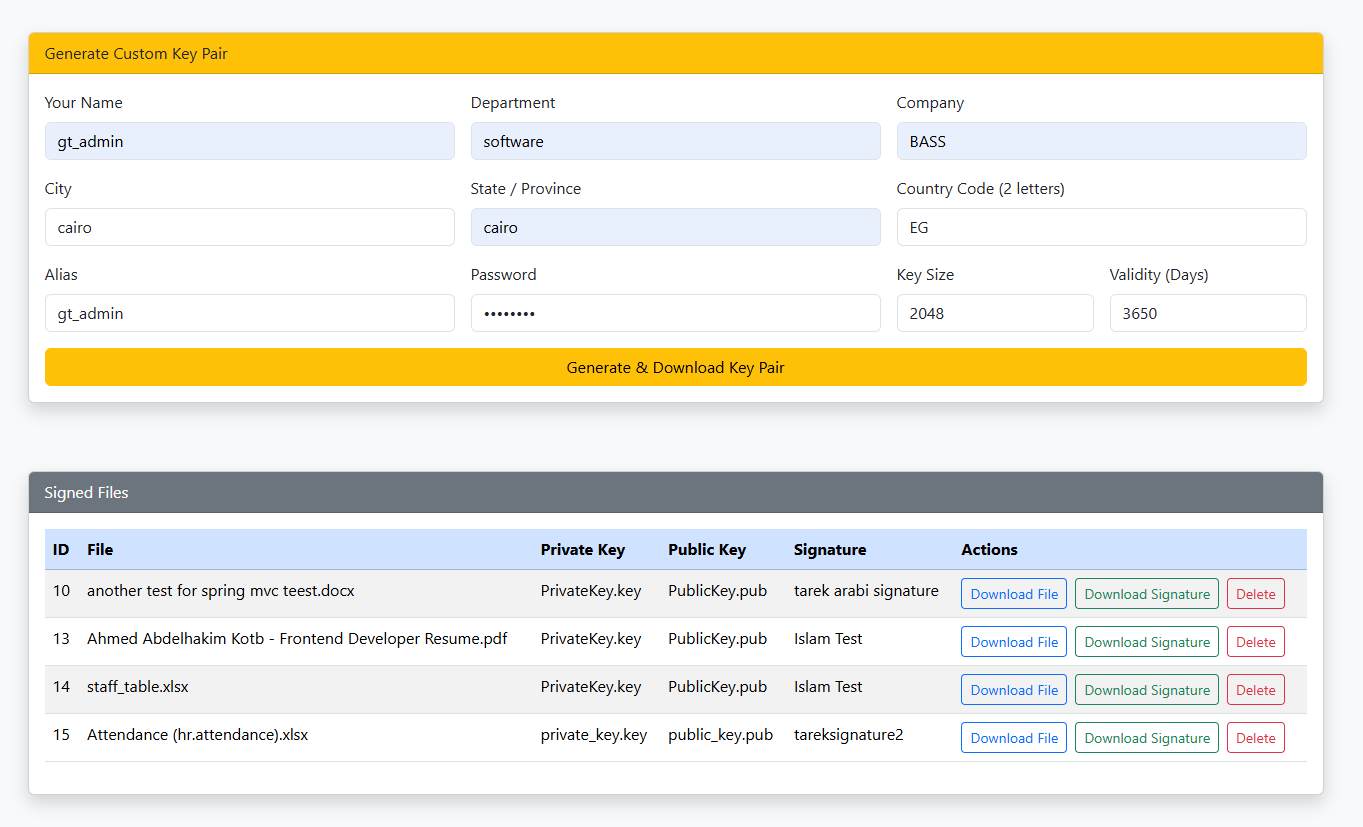 Generate Custom Key Pair
Your Name Department Company
gt_admin software BASS
City State / Province Country Code (2 letters)
cairo cairo EG
Alias Password Key Size Validity (Days)
gt_admin •••••••• 2048 3650
Generate & Download Key Pair
Signed Files
ID File Private Key Public Key Signature Actions
10 another test for spring mvc teest.docx PrivateKey.key PublicKey.pub tarek arabi signature Download File Download Signature Delete
13 Ahmed Abdelhakim Kotb - Frontend Developer Resume.pdf PrivateKey.key PublicKey.pub Islam Test Download File Download Signature Delete
14 staff_table.xlsx PrivateKey.key PublicKey.pub Islam Test Download File Download Signature Delete
15 Attendance (hr.attendance).xlsx private_key.key public_key.pub tareksignature2 Download File Download Signature Delete